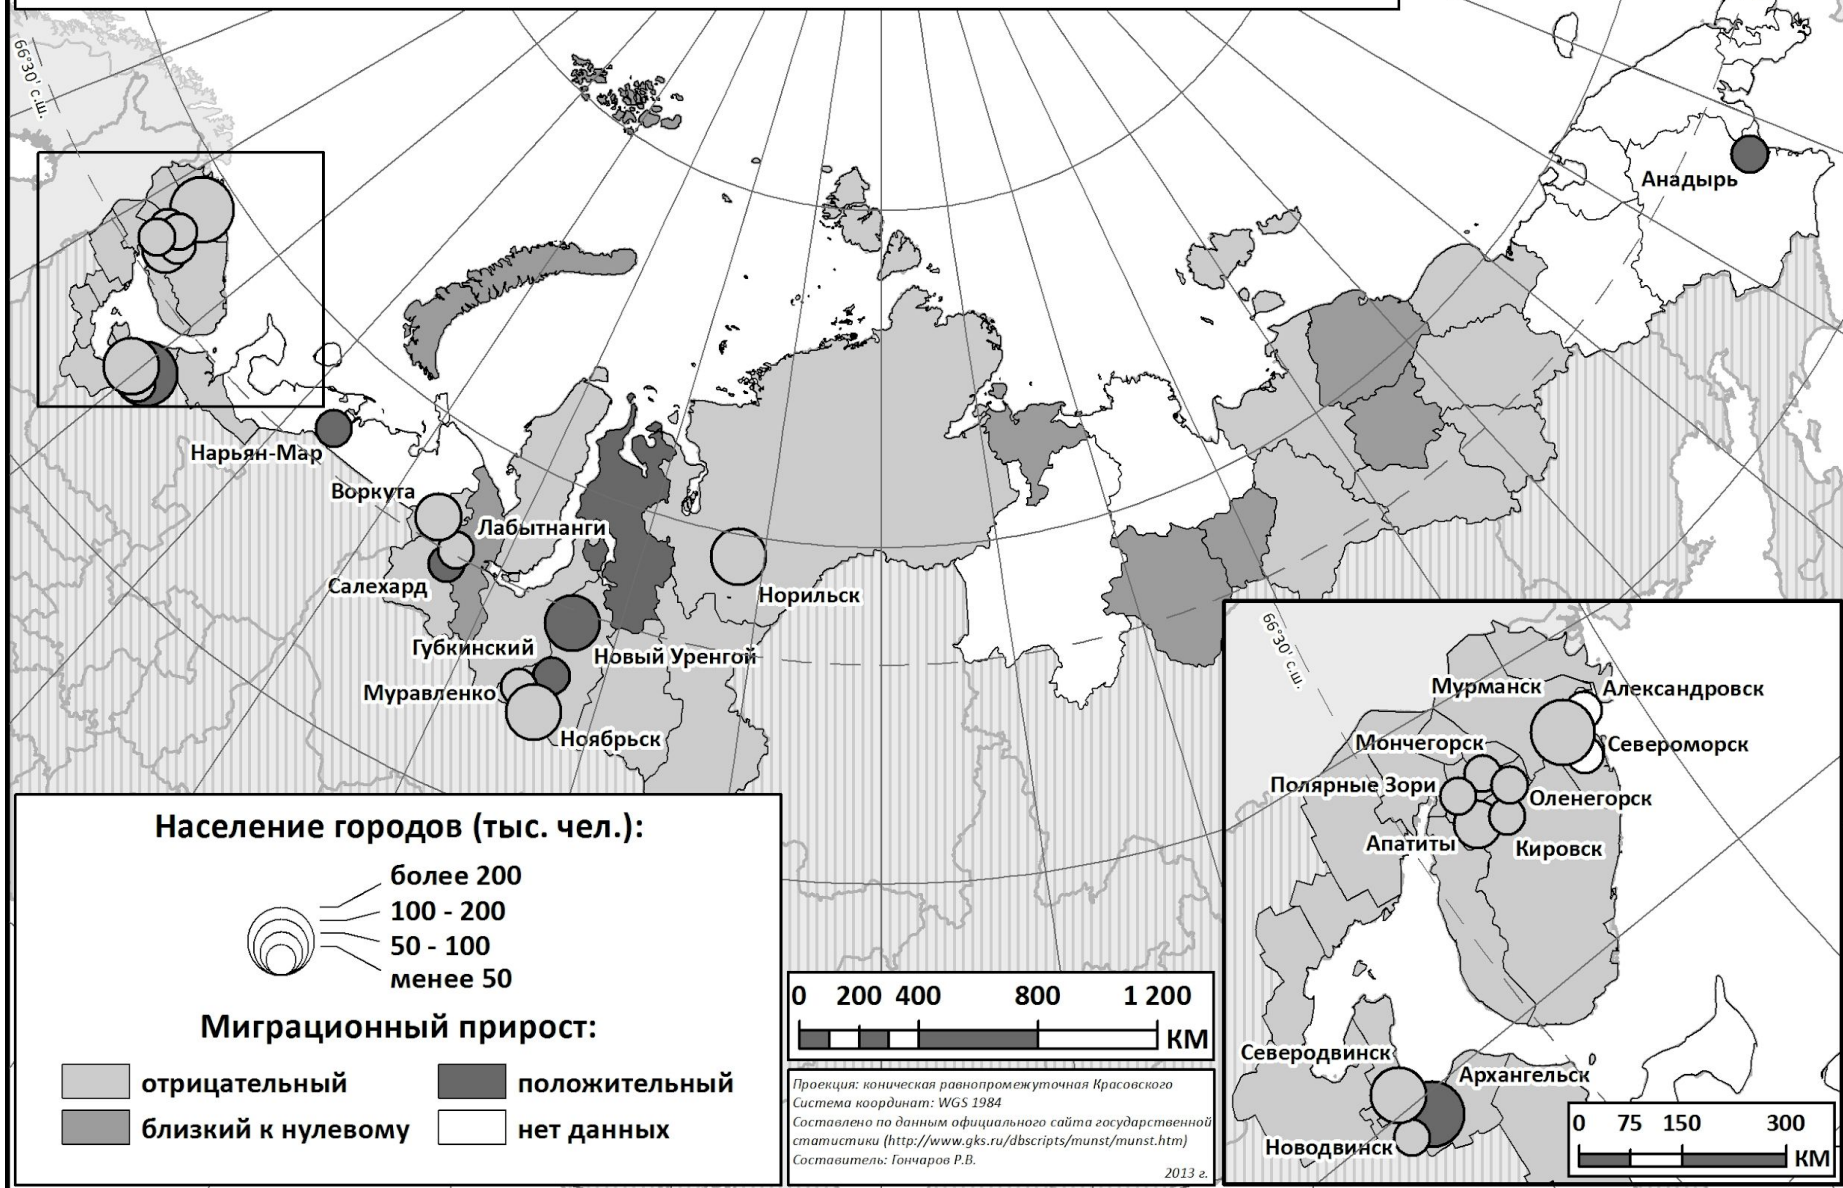 66°30' с.ш.
Анадырь
Нарьян-Мар
Воркута
Лабытнанги
Салехард
Норильск
Губкинский
Новый Уренгой
Муравленко
Ноябрьск
66°30' с.ш.
Мурманск
Александровск
Североморск
Мончегорск
Полярные Зори
Оленегорск
Апатиты
Кировск
Северодвинск
Архангельск
Новодвинск
0 75 150 300
КМ
Население городов (тыс. чел.):
более 200
100 - 200
50 - 100
менее 50
Миграционный прирост:
отрицательный
положительный
близкий к нулевому
нет данных
0 200 400 800 1 200
КМ
Проекция: коническая равнопромежуточная Красовского
Система координат: WGS 1984
Составлено по данным официального сайта государственной
статистики (http://www.gks.ru/dbscripts/munst/munst.htm)
Составитель: Гончаров Р.В.
2013 г.